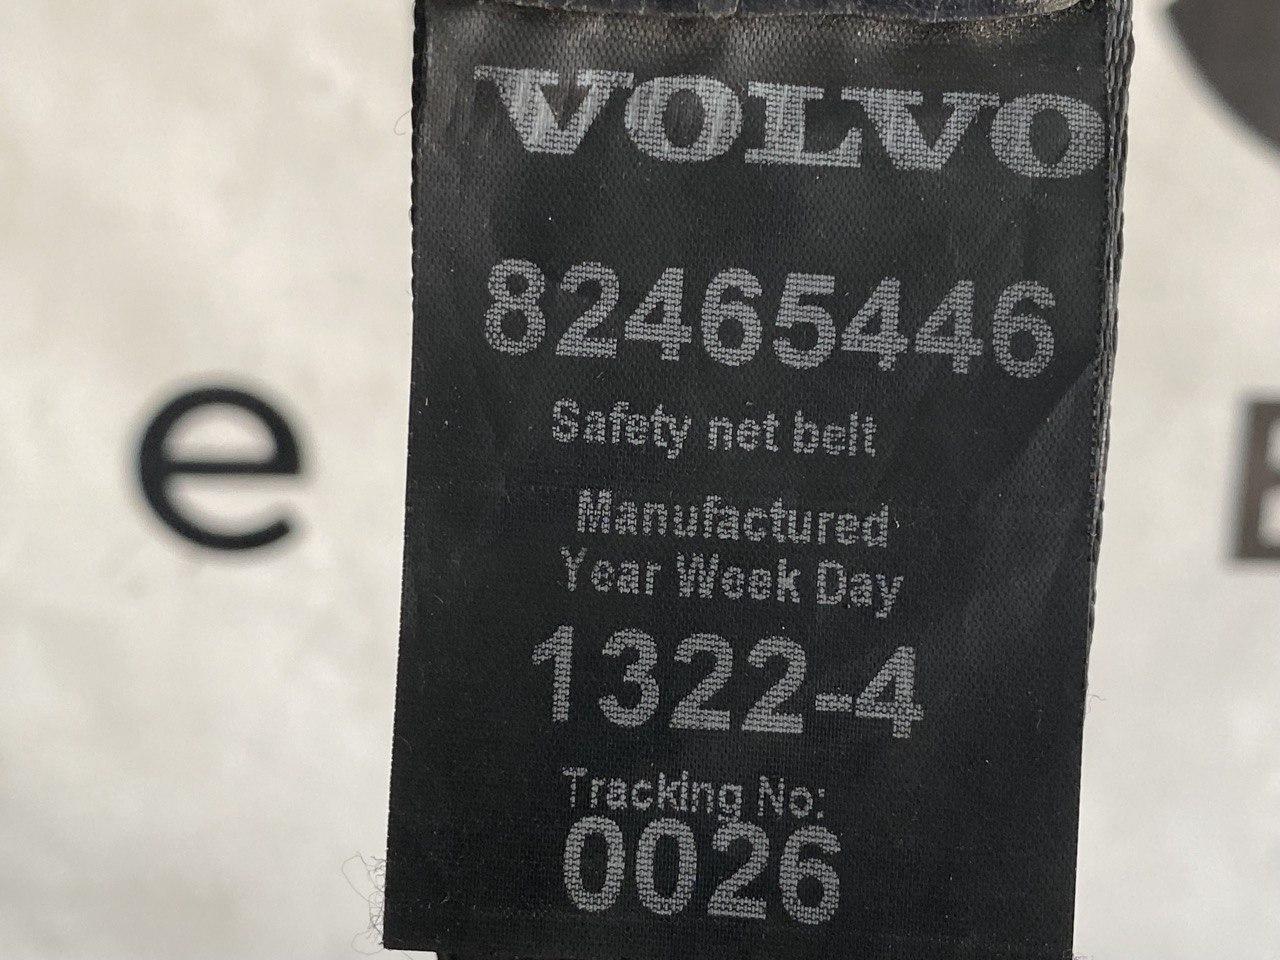 VOLVO
82465446
Safety net belt
Manufactured
Year Week Day
1322-4
Tracking No:
0026
e